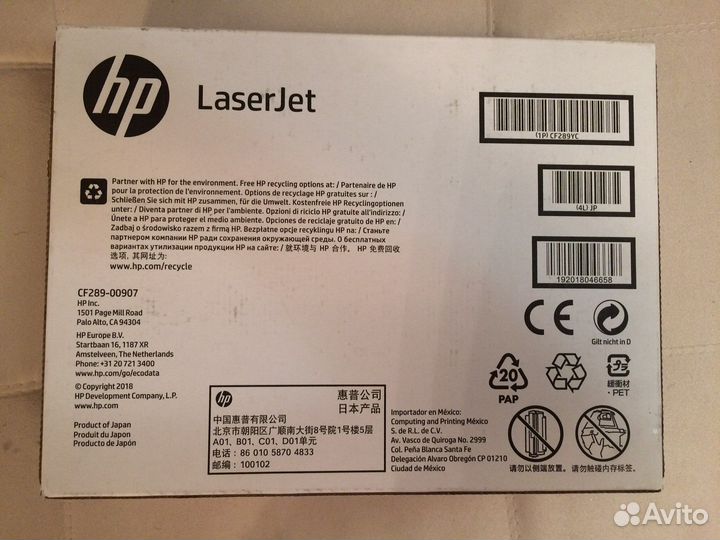 hp
LaserJet
(1P) CF289YC
Partner with HP for the environment. Free HP recycling options at: / Partenaire de HP
pour la protection de l'environnement. Options de recyclage HP gratuites sur : /
Schließen Sie sich mit HP zusammen, für die Umwelt. Kostenfreie HP Recyclingoptionen
unter: / Diventa partner di HP per l'ambiente. Opzioni di riciclo HP gratuite all'indirizzo: /
Únete a HP para proteger el medio ambiente. Opciones de reciclaje gratuito de HP en: /
Zadbaj o środowisko razem z firmą HP. Bezpłatne opcje recyklingu HP na: / Станьте
партнером компании HP ради сохранения окружающей среды. О бесплатных
вариантах утилизации продукции HP на сайте: / 就环境与 HP 合作。 HP 免费回收
选项，其网址为:
www.hp.com/recycle
(4L) JP
192018046658
CF289-00907
HP Inc.
1501 Page Mill Road
Palo Alto, CA 94304
HP Europe B.V.
Startbaan 16, 1187 XR
Amstelveen, The Netherlands
Phone: +31 20 721 3400
www.hp.com/go/ecodata
© Copyright 2018
HP Development Company, L.P.
www.hp.com
Product of Japan
Produit du Japon
Producto de Japón
CE
Gilt nicht in D
20
PAP
緩衝材
・PET
hp
惠普公司
日本产品
中国惠普有限公司
北京市朝阳区广顺南大街8号院1号楼5层
A01, B01, C01, D01单元
电话：86 010 5870 4833
邮编：100102
Importador en México:
Computing and Printing México
S. de R.L. de C.V.
Av. Vasco de Quiroga No. 2999
Col. Peña Blanca Santa Fe
Delegación Alvaro Obregón CP 01210
Ciudad de México
请勿以侧端放置。
请勿触碰内存标签。
Avito